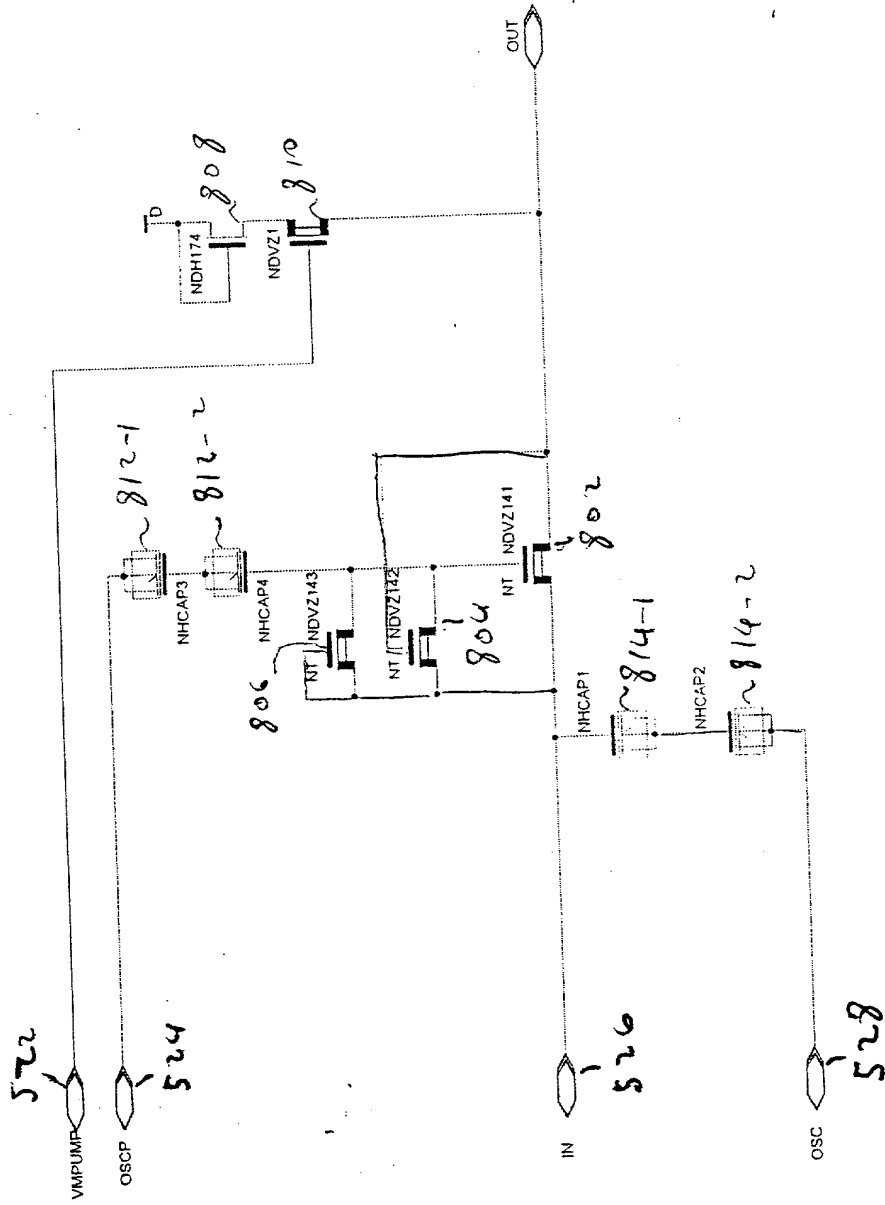 522
VMPUMP
OSCP
524
IN
526
OSC
528
812-1
NHCAP3
812-2
NHCAP4
806
NT
NDVZ143
NT
NDVZ142
804
NT
NDVZ141
802
NHCAP1
814-1
NHCAP2
814-2
D
NDH174
808
NDVZ1
810
OUT